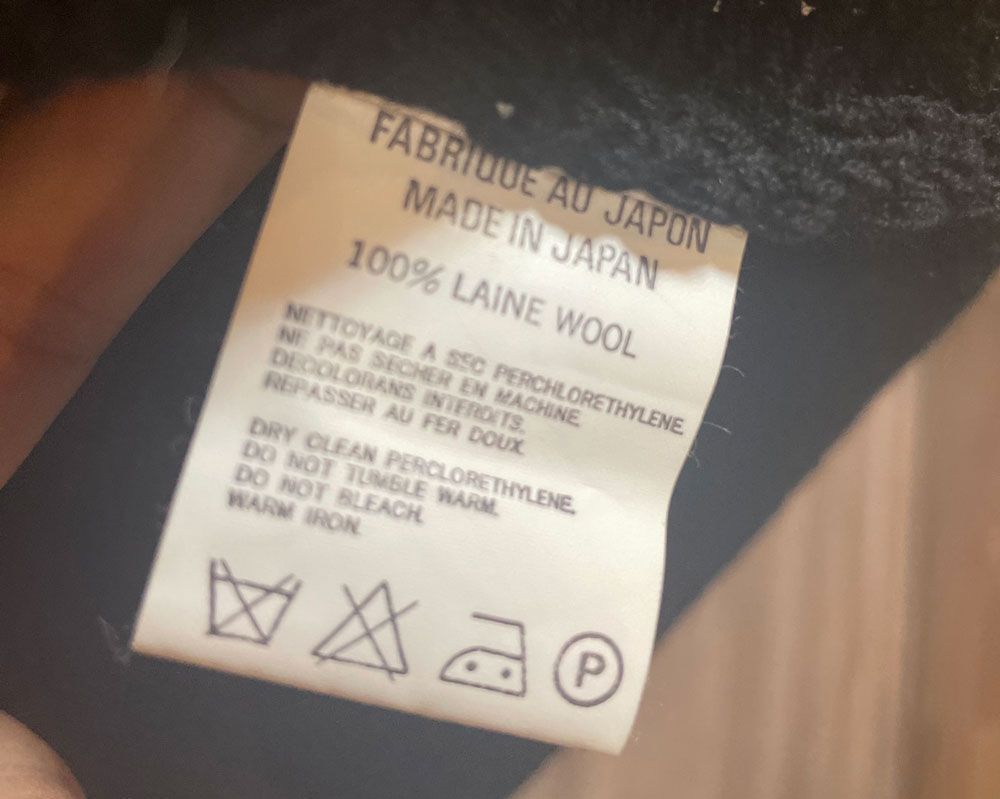 FABRIQUE AU JAPON
MADE IN JAPAN
100% LAINE WOOL
NETTOYAGE A SEC PERCHLORETHYLENE.
NE PAS SECHER EN MACHINE.
DECOLORANS INTERDITS.
REPASSER AU FER DOUX.
DRY CLEAN PERCLORETHYLENE.
DO NOT TUMBLE WARM.
DO NOT BLEACH.
WARM IRON.
P